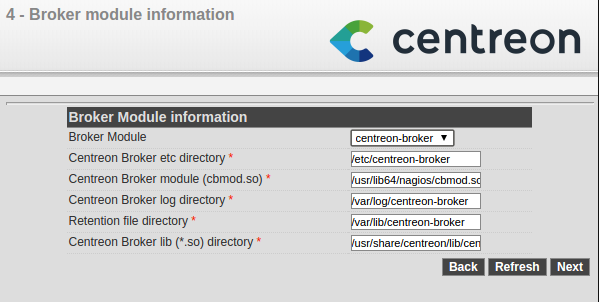 4 - Broker module information
centreon
Broker Module information
Broker Module centreon-broker
Centreon Broker etc directory * /etc/centreon-broker
Centreon Broker module (cbmod.so) * /usr/lib64/nagios/cbmod.so
Centreon Broker log directory * /var/log/centreon-broker
Retention file directory * /var/lib/centreon-broker
Centreon Broker lib (*.so) directory * /usr/share/centreon/lib/cen
Back Refresh Next